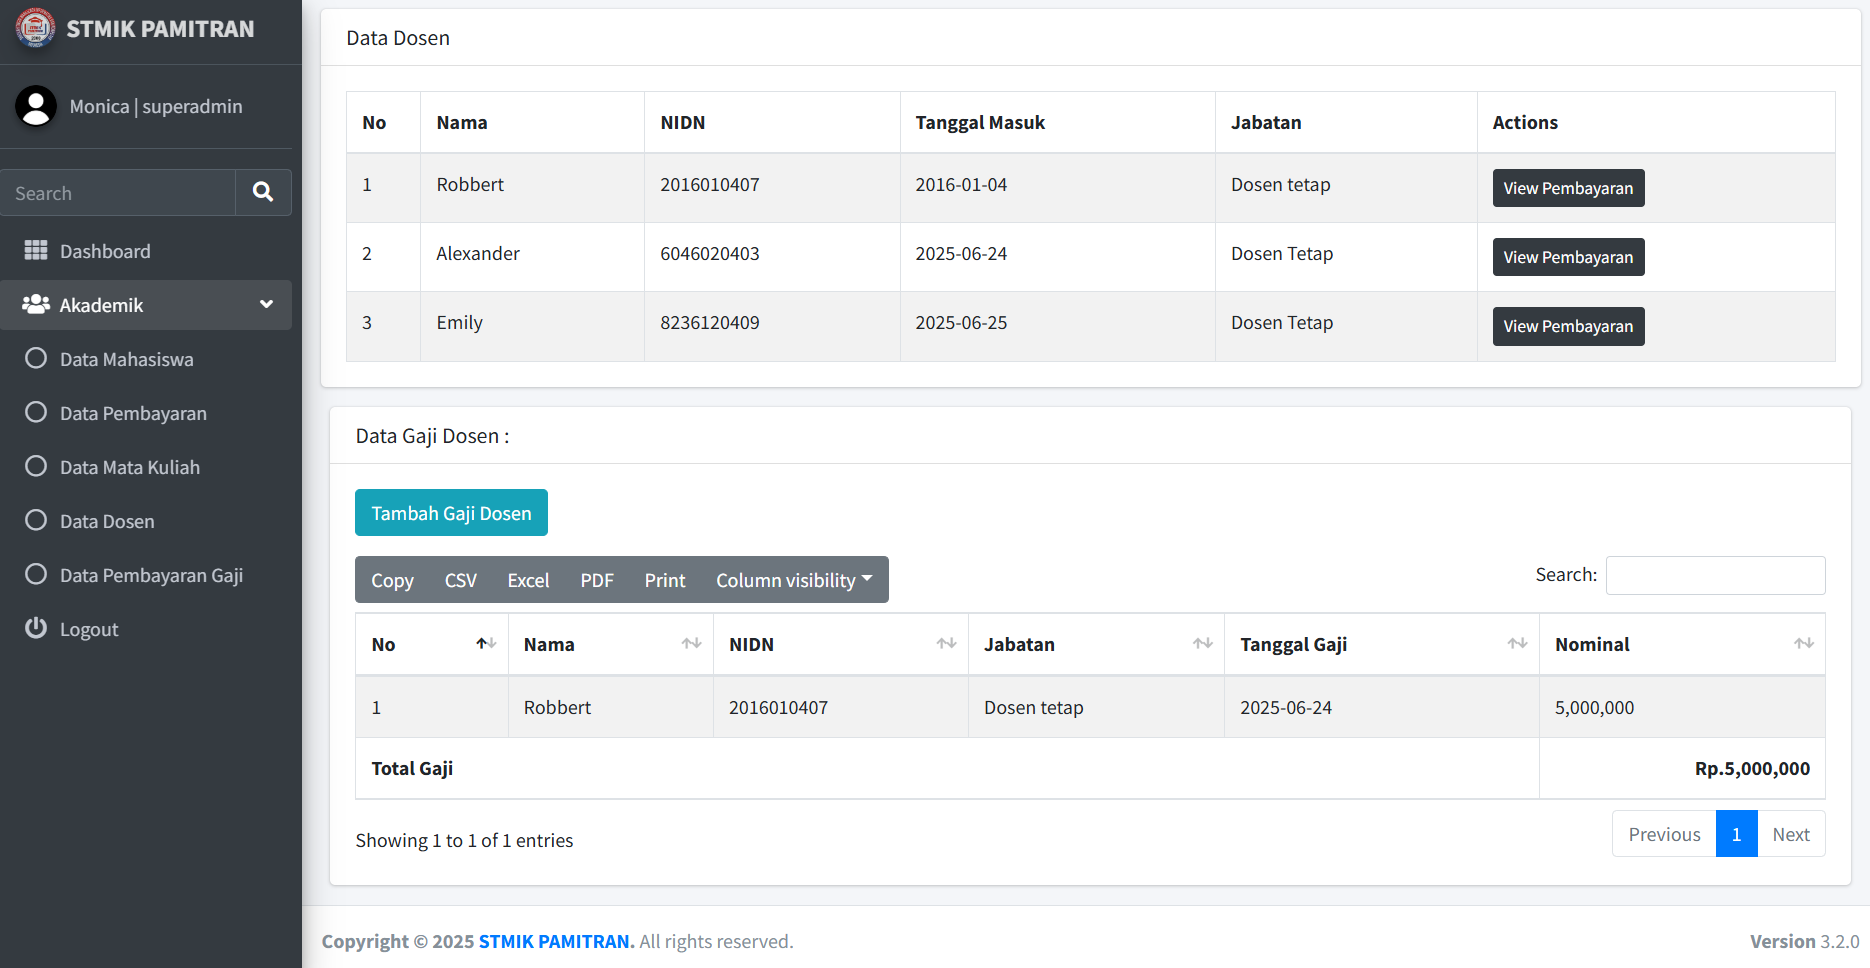 STMIK PAMITRAN
Monica | superadmin
Search
Dashboard
Akademik
Data Mahasiswa
Data Pembayaran
Data Mata Kuliah
Data Dosen
Data Pembayaran Gaji
Logout
Data Dosen
No Nama NIDN Tanggal Masuk Jabatan Actions
1 Robbert 2016010407 2016-01-04 Dosen tetap View Pembayaran
2 Alexander 6046020403 2025-06-24 Dosen Tetap View Pembayaran
3 Emily 8236120409 2025-06-25 Dosen Tetap View Pembayaran
Data Gaji Dosen :
Tambah Gaji Dosen
Copy CSV Excel PDF Print Column visibility
Search:
No Nama NIDN Jabatan Tanggal Gaji Nominal
1 Robbert 2016010407 Dosen tetap 2025-06-24 5,000,000
Total Gaji Rp.5,000,000
Showing 1 to 1 of 1 entries
Previous 1 Next
Copyright © 2025 STMIK PAMITRAN. All rights reserved.
Version 3.2.0